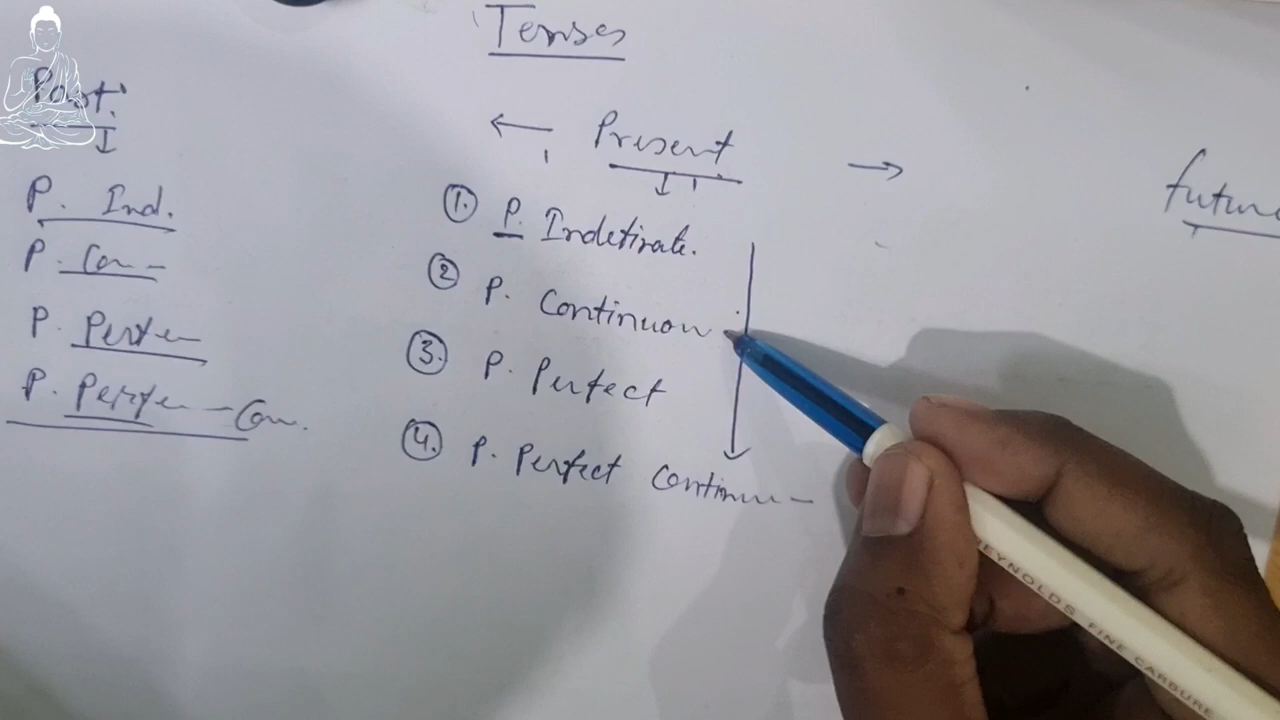 Tenses
Past
← Present → future
P. Ind.
P. Con
P. Perfe
P. Perfe - Con.
1. P. Indetinate.
2 P. Continuou
3. P. Perfect
4. P. Perfect Continu
REYNOLDS FINE CARBURE